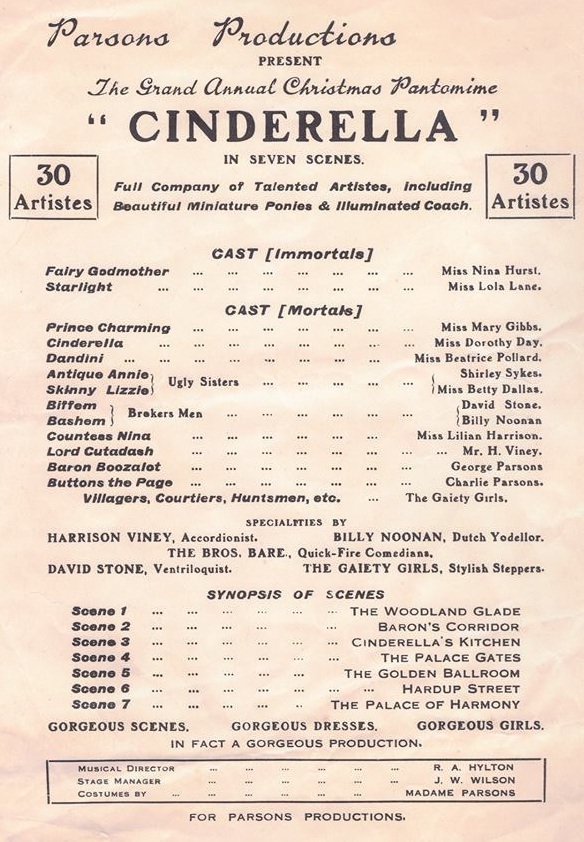 Parsons Productions
PRESENT
The Grand Annual Christmas Pantomime
“ CINDERELLA ”
IN SEVEN SCENES.
30 Artistes
Full Company of Talented Artistes, including
Beautiful Miniature Ponies & Illuminated Coach.
30 Artistes
CAST [Immortals]
Fairy Godmother ... ... ... ... ... ... ... Miss Nina Hurst.
Starlight ... ... ... ... ... ... ... ... Miss Lola Lane.
CAST [Mortals]
Prince Charming ... ... ... ... ... ... ... Miss Mary Gibbs.
Cinderella ... ... ... ... ... ... ... Miss Dorothy Day.
Dandini ... ... ... ... ... ... ... ... Miss Beatrice Pollard.
Antique Annie } Ugly Sisters ... ... ... ... ... { Shirley Sykes.
Skinny Lizzie } { Miss Betty Dallas.
Biffem } Brokers Men ... ... ... ... ... { David Stone.
Bashem } { Billy Noonan
Countess Nina ... ... ... ... ... ... ... Miss Lilian Harrison.
Lord Cutadash ... ... ... ... ... ... ... ... Mr. H. Viney.
Baron Boozalot ... ... ... ... ... ... ... George Parsons
Buttons the Page ... ... ... ... ... ... ... Charlie Parsons.
Villagers, Courtiers, Huntsmen, etc. ... The Gaiety Girls.
SPECIALITIES BY
HARRISON VINEY, Accordionist. BILLY NOONAN, Dutch Yodellor.
THE BROS. BARE., Quick-Fire Comedians.
DAVID STONE, Ventriloquist. THE GAIETY GIRLS, Stylish Steppers.
SYNOPSIS OF SCENES
Scene 1 ... ... ... ... ... ... THE WOODLAND GLADE
Scene 2 ... ... ... ... ... ... BARON'S CORRIDOR
Scene 3 ... ... ... ... ... ... CINDERELLA'S KITCHEN
Scene 4 ... ... ... ... ... ... THE PALACE GATES
Scene 5 ... ... ... ... ... ... THE GOLDEN BALLROOM
Scene 6 ... ... ... ... ... ... ... HARDUP STREET
Scene 7 ... ... ... ... ... ... THE PALACE OF HARMONY
GORGEOUS SCENES. GORGEOUS DRESSES. GORGEOUS GIRLS.
IN FACT A GORGEOUS PRODUCTION.
MUSICAL DIRECTOR ... ... ... ... ... ... R. A. HYLTON
STAGE MANAGER ... ... ... ... ... ... J. W. WILSON
COSTUMES BY ... ... ... ... ... ... ... MADAME PARSONS
FOR PARSONS PRODUCTIONS.